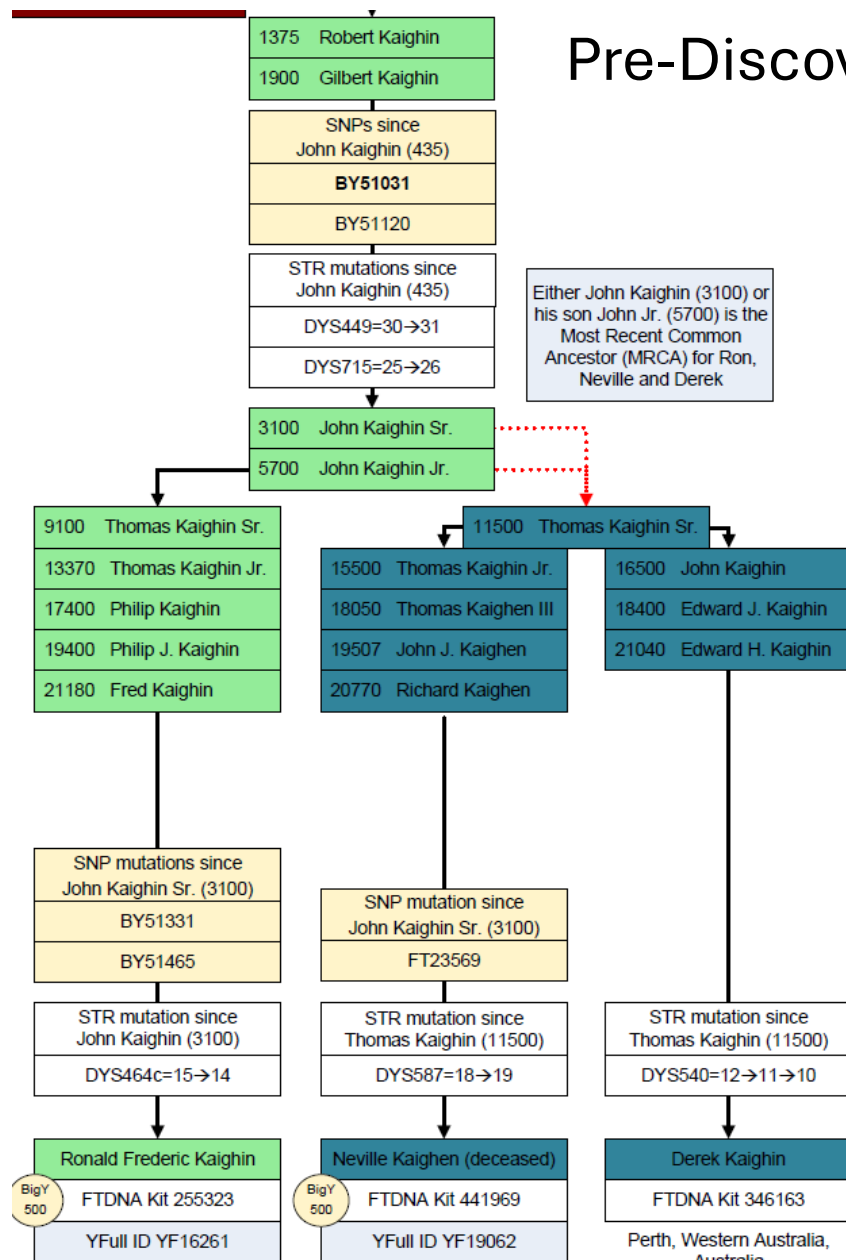 Pre-Discov
1375 Robert Kaighin
1900 Gilbert Kaighin
SNPs since
John Kaighin (435)
BY51031
BY51120
STR mutations since
John Kaighin (435)
DYS449=30→31
DYS715=25→26
Either John Kaighin (3100) or
his son John Jr. (5700) is the
Most Recent Common
Ancestor (MRCA) for Ron,
Neville and Derek
3100 John Kaighin Sr.
5700 John Kaighin Jr.
9100 Thomas Kaighin Sr.
13370 Thomas Kaighin Jr.
17400 Philip Kaighin
19400 Philip J. Kaighin
21180 Fred Kaighin
11500 Thomas Kaighin Sr.
15500 Thomas Kaighin Jr.
18050 Thomas Kaighen III
19507 John J. Kaighen
20770 Richard Kaighen
16500 John Kaighin
18400 Edward J. Kaighin
21040 Edward H. Kaighin
SNP mutations since
John Kaighin Sr. (3100)
BY51331
BY51465
SNP mutation since
John Kaighin Sr. (3100)
FT23569
STR mutation since
John Kaighin (3100)
DYS464c=15→14
STR mutation since
Thomas Kaighin (11500)
DYS587=18→19
STR mutation since
Thomas Kaighin (11500)
DYS540=12→11→10
Ronald Frederic Kaighin
BigY
500
FTDNA Kit 255323
YFull ID YF16261
Neville Kaighen (deceased)
BigY
500
FTDNA Kit 441969
YFull ID YF19062
Derek Kaighin
FTDNA Kit 346163
Perth, Western Australia,
Australia